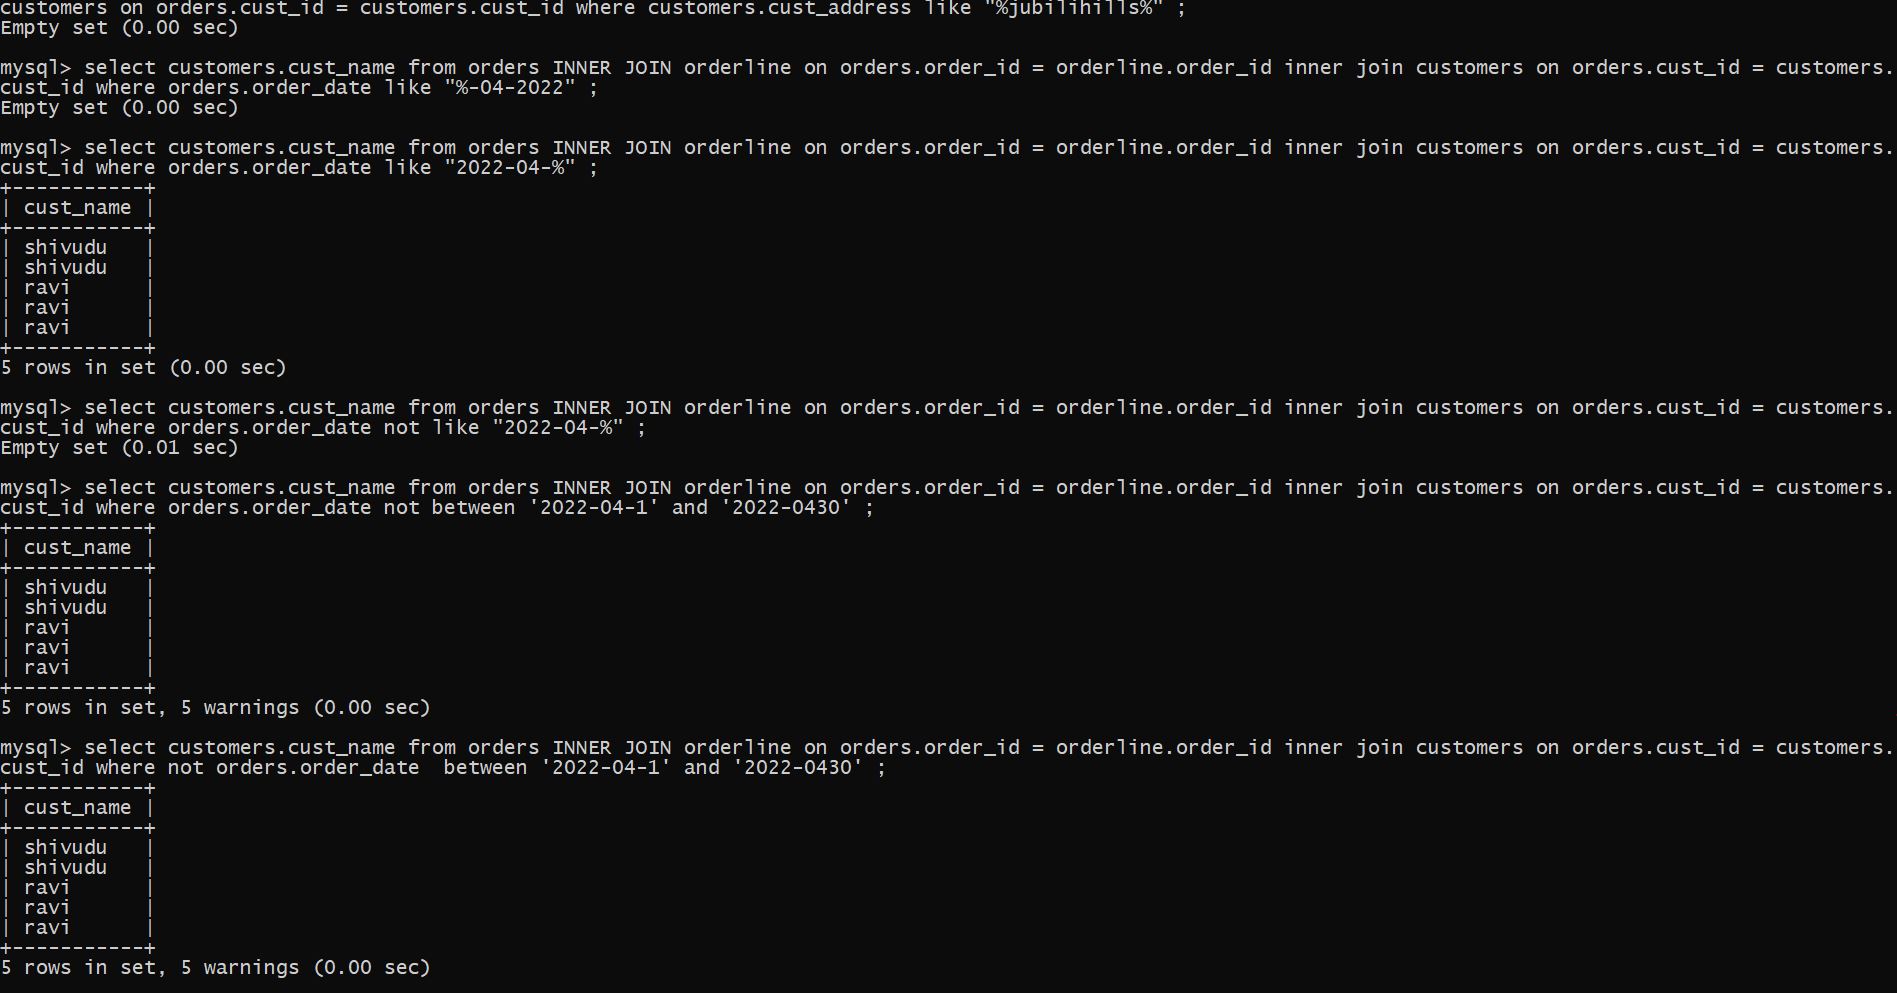 customers on orders.cust_id = customers.cust_id where customers.cust_address like "%jubilihills%" ;
Empty set (0.00 sec)
mysql> select customers.cust_name from orders INNER JOIN orderline on orders.order_id = orderline.order_id inner join customers on orders.cust_id = customers.
cust_id where orders.order_date like "%-04-2022" ;
Empty set (0.00 sec)
mysql> select customers.cust_name from orders INNER JOIN orderline on orders.order_id = orderline.order_id inner join customers on orders.cust_id = customers.
cust_id where orders.order_date like "2022-04-%" ;
+-----------+
| cust_name |
+-----------+
| shivudu   |
| shivudu   |
| ravi      |
| ravi      |
| ravi      |
+-----------+
5 rows in set (0.00 sec)
mysql> select customers.cust_name from orders INNER JOIN orderline on orders.order_id = orderline.order_id inner join customers on orders.cust_id = customers.
cust_id where orders.order_date not like "2022-04-%" ;
Empty set (0.01 sec)
mysql> select customers.cust_name from orders INNER JOIN orderline on orders.order_id = orderline.order_id inner join customers on orders.cust_id = customers.
cust_id where orders.order_date not between '2022-04-1' and '2022-0430' ;
+-----------+
| cust_name |
+-----------+
| shivudu   |
| shivudu   |
| ravi      |
| ravi      |
| ravi      |
+-----------+
5 rows in set, 5 warnings (0.00 sec)
mysql> select customers.cust_name from orders INNER JOIN orderline on orders.order_id = orderline.order_id inner join customers on orders.cust_id = customers.
cust_id where not orders.order_date  between '2022-04-1' and '2022-0430' ;
+-----------+
| cust_name |
+-----------+
| shivudu   |
| shivudu   |
| ravi      |
| ravi      |
| ravi      |
+-----------+
5 rows in set, 5 warnings (0.00 sec)